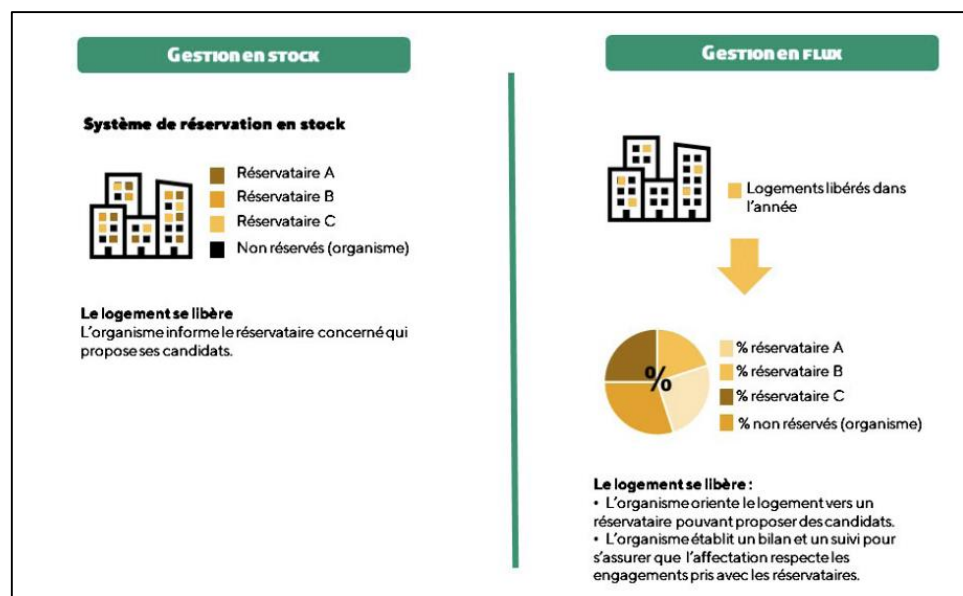 Gestion en stock
Système de réservation en stock
Réservataire A
Réservataire B
Réservataire C
Non réservés (organisme)
Le logement se libère
L'organisme informe le réservataire concerné qui
propose ses candidats.
Gestion en flux
Logements libérés dans
l'année
%
% réservataire A
% réservataire B
% réservataire C
% non réservés (organisme)
Le logement se libère :
• L'organisme oriente le logement vers un
réservataire pouvant proposer des candidats.
• L'organisme établit un bilan et un suivi pour
s'assurer que l'affectation respecte les
engagements pris avec les réservataires.